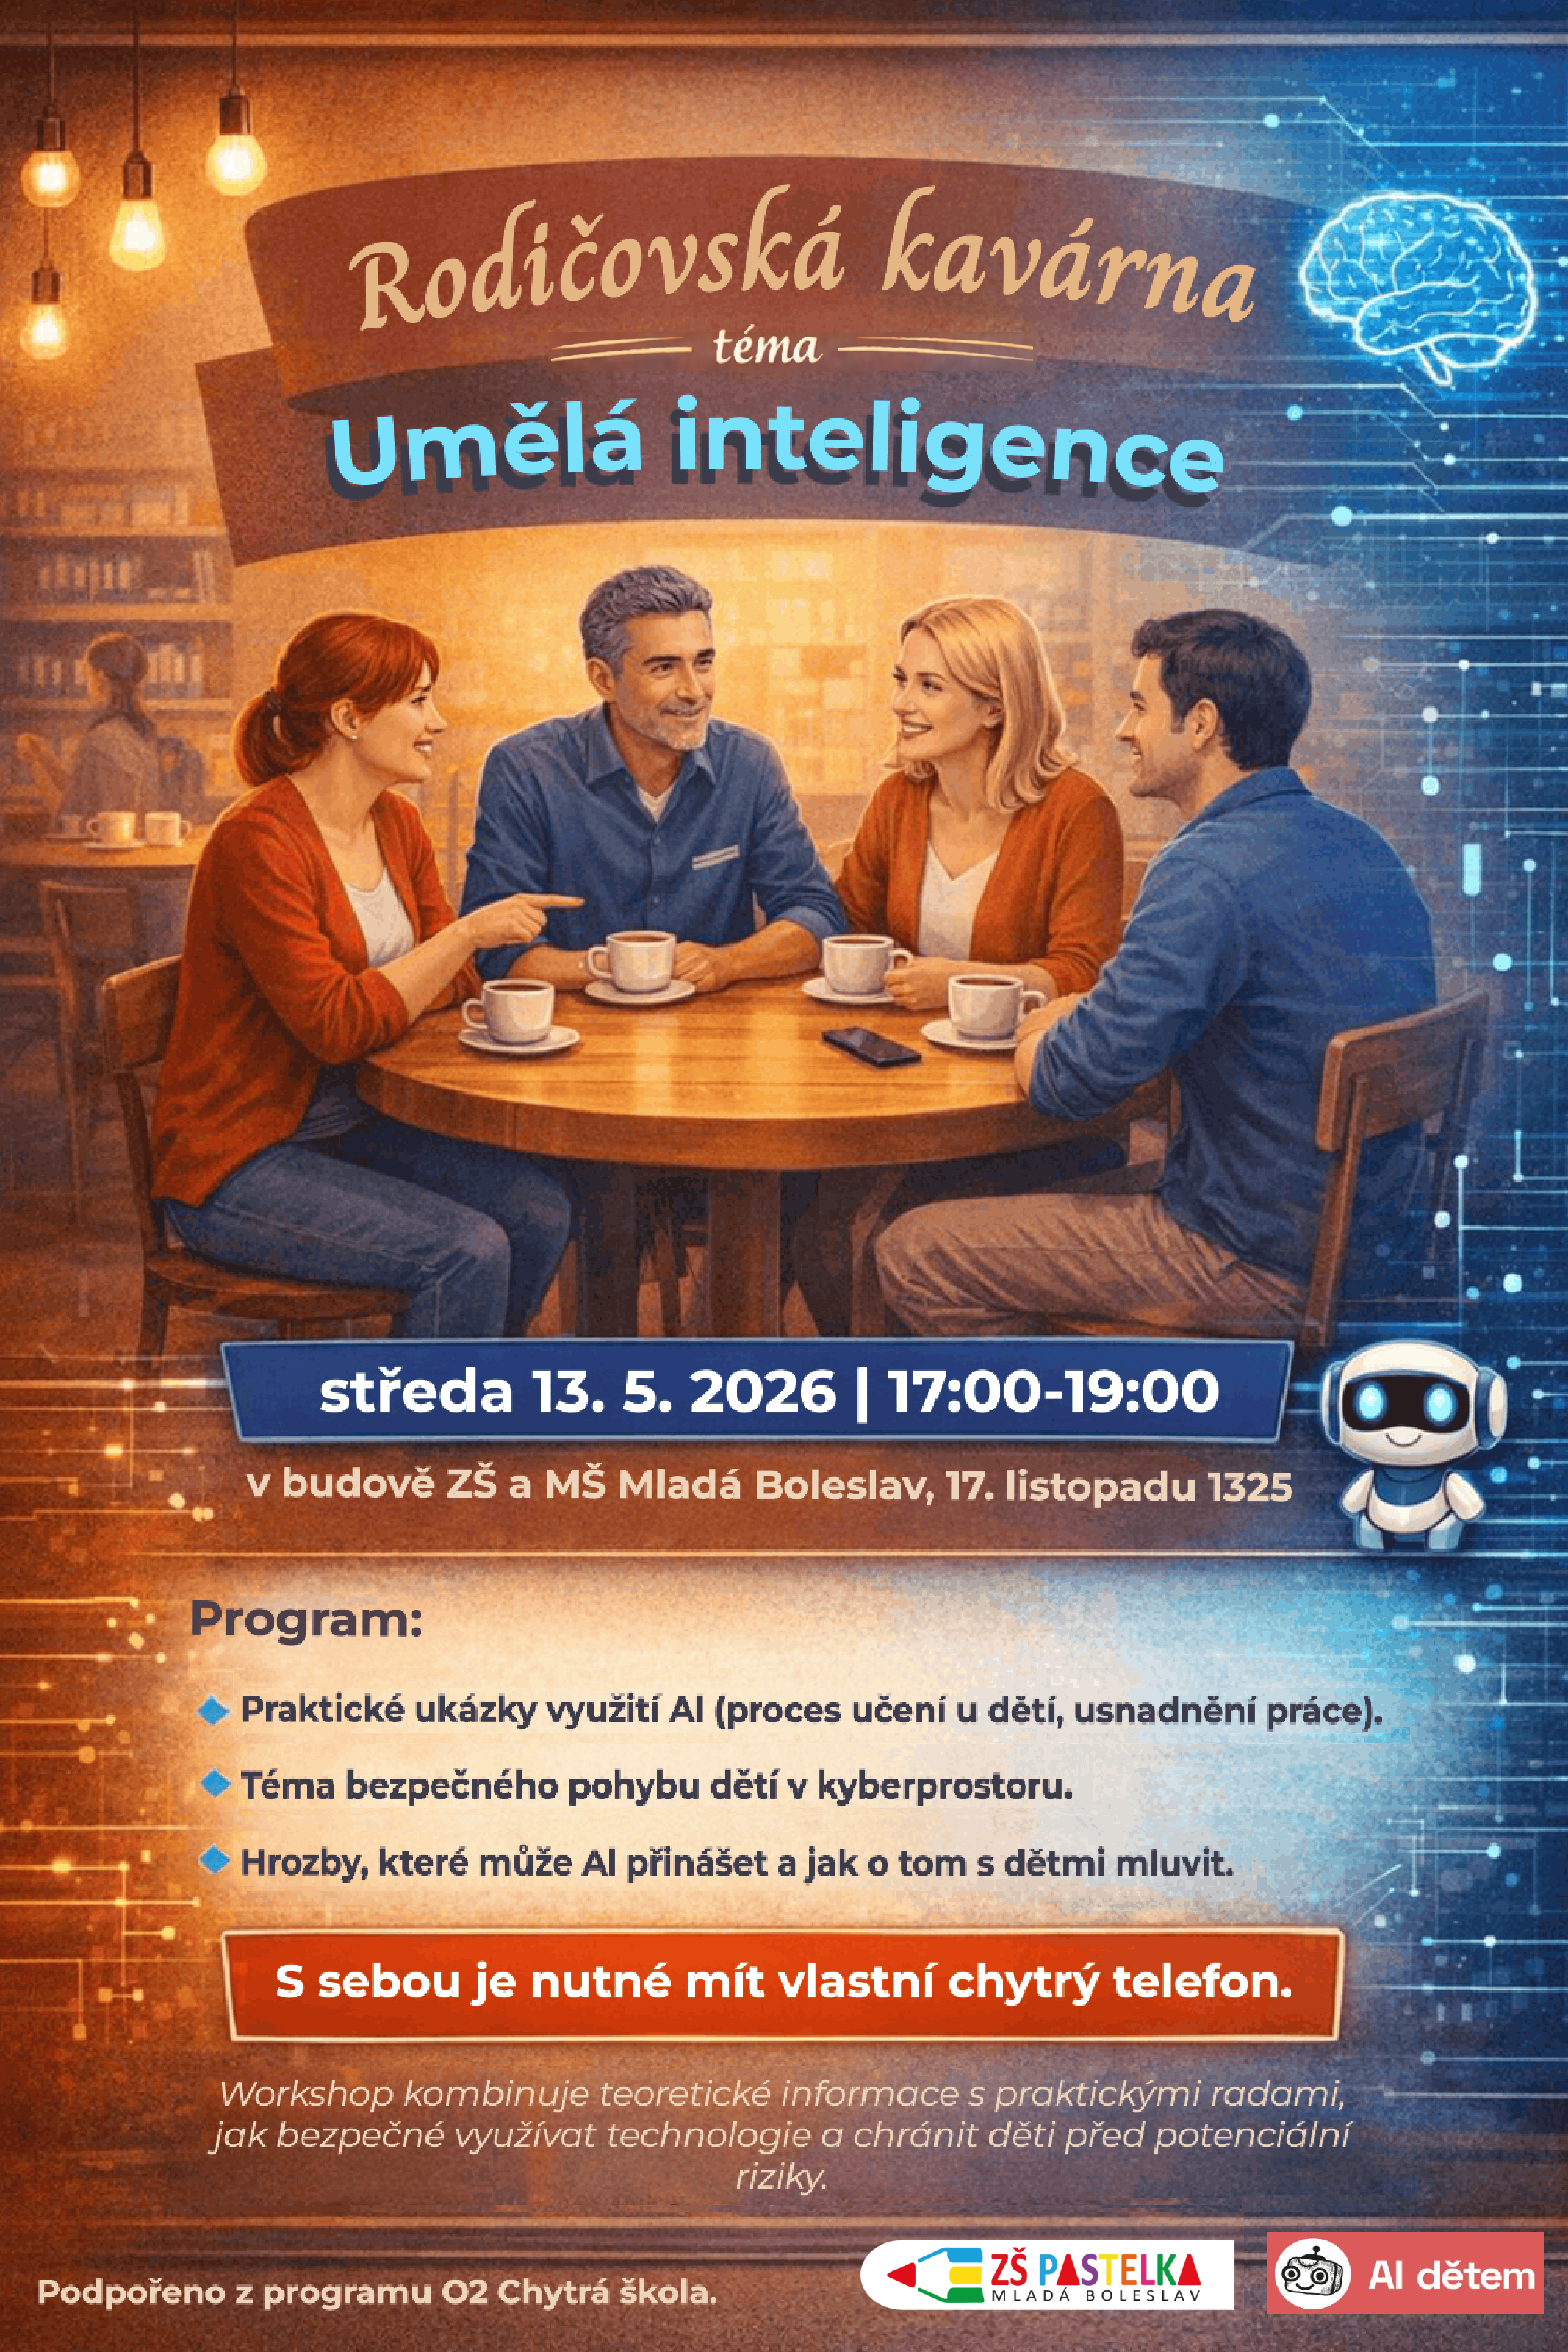 Rodičovská kavárna
téma
Umělá inteligence
středa 13. 5. 2026 | 17:00-19:00
v budově ZŠ a MŠ Mladá Boleslav, 17. listopadu 1325
Program:
Praktické ukázky využití AI (proces učení u dětí, usnadnění práce).
Téma bezpečného pohybu dětí v kyberprostoru.
Hrozby, které může AI přinášet a jak o tom s dětmi mluvit.
S sebou je nutné mít vlastní chytrý telefon.
Workshop kombinuje teoretické informace s praktickými radami,
jak bezpečné využívat technologie a chránit děti před potenciální
riziky.
Podpořeno z programu O2 Chytrá škola.
ZŠ PASTELKA
MLADÁ BOLESLAV
AI dětem